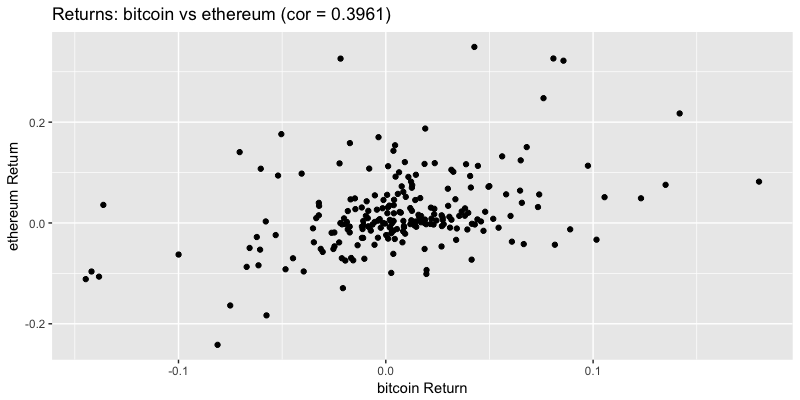 Returns: bitcoin vs ethereum (cor = 0.3961)
ethereum Return
0.2
0.0
-0.2
-0.1
0.0
0.1
bitcoin Return